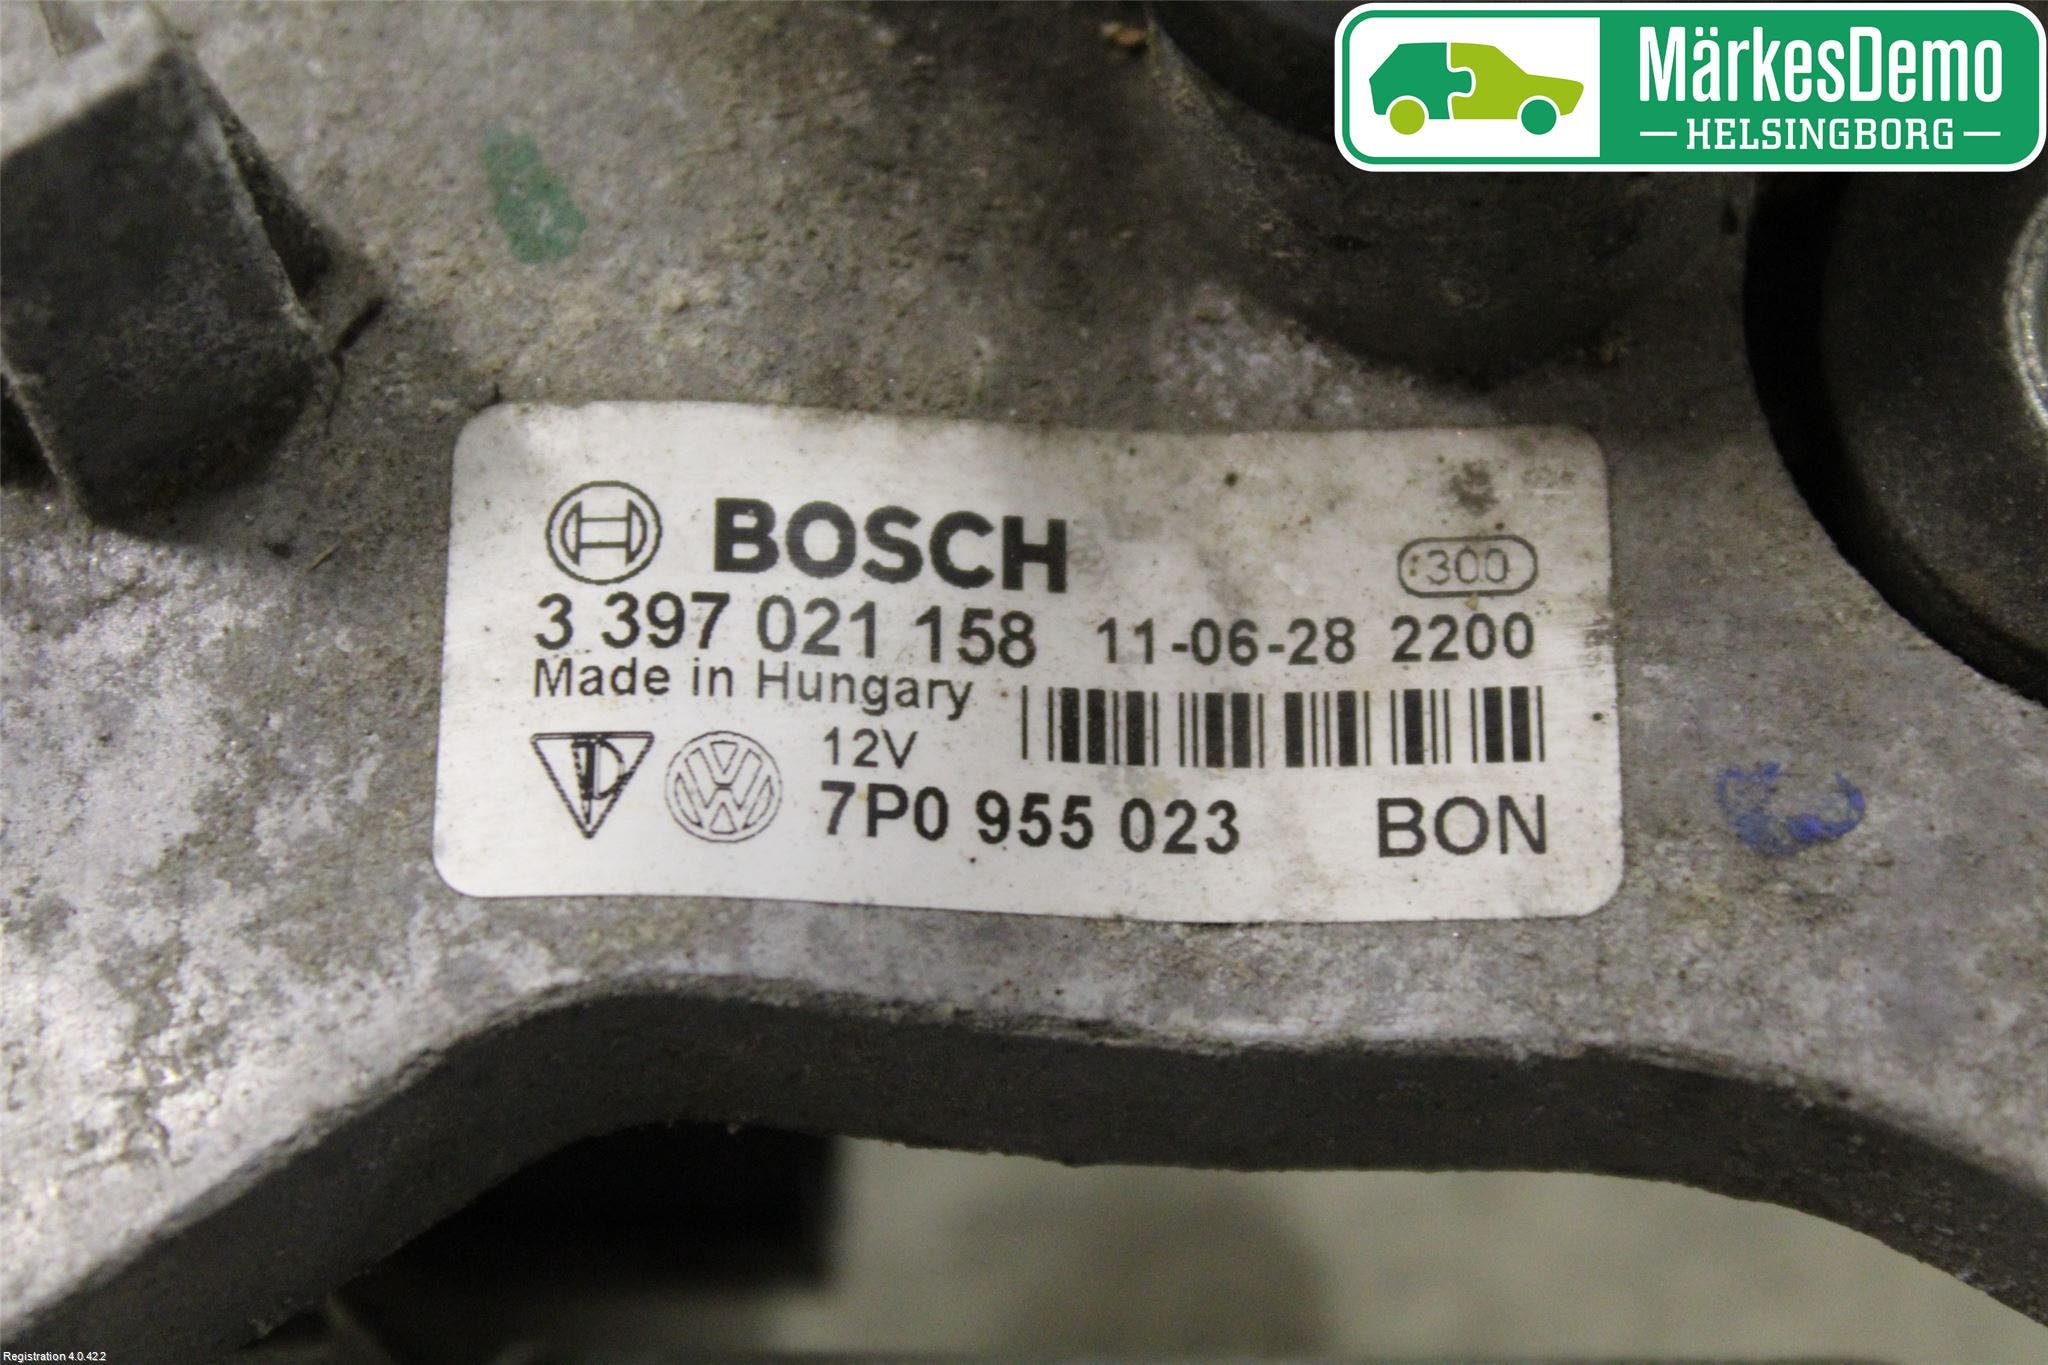 MärkesDemo
HELSINGBORG
BOSCH
:300
3 397 021 158 11-06-28 2200
Made in Hungary
12V
7P0 955 023 BON
Registration 4.0.42.2